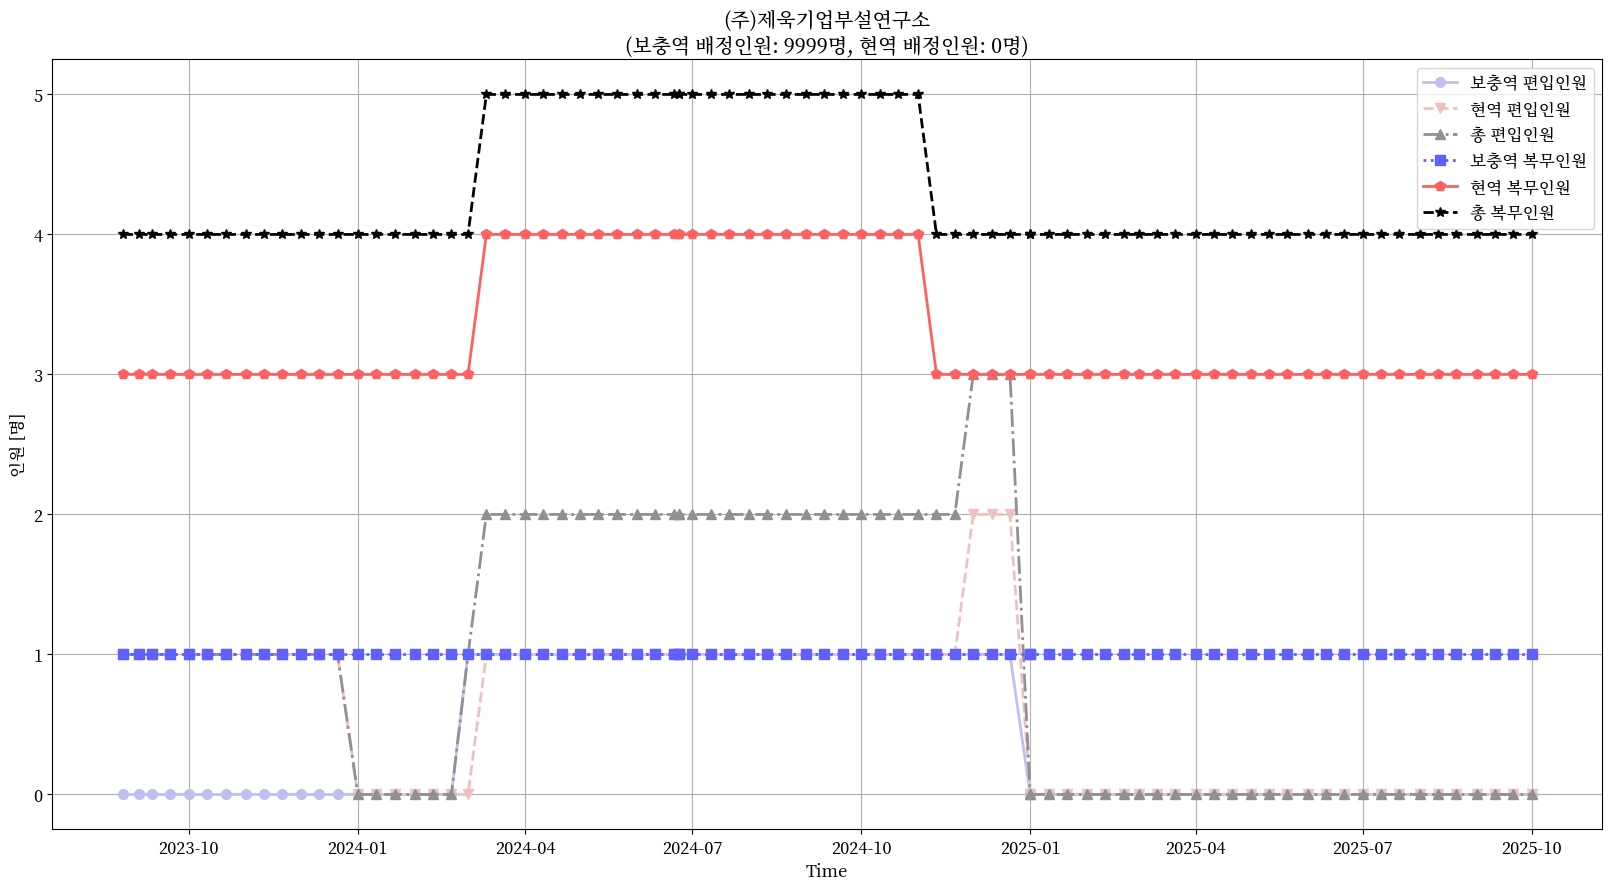 (주)제욱기업부설연구소
(보충역 배정인원: 9999명, 현역 배정인원: 0명)
보충역 편입인원
현역 편입인원
총 편입인원
보충역 복무인원
현역 복무인원
총 복무인원
인원 [명]
5
4
3
2
1
0
2023-10
2024-01
2024-04
2024-07
2024-10
2025-01
2025-04
2025-07
2025-10
Time